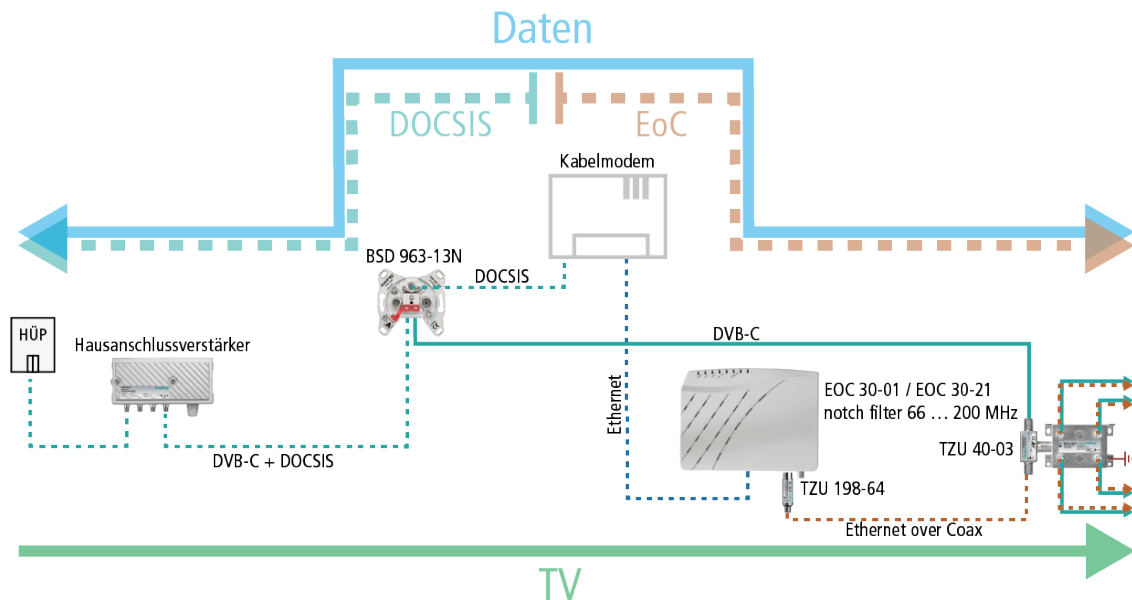 Daten
DOCSIS
EoC
Kabelmodem
BSD 963-13N
DOCSIS
HÜP
Hausanschlussverstärker
DVB-C
Ethernet
EOC 30-01 / EOC 30-21
notch filter 66 ... 200 MHz
TZU 40-03
DVB-C + DOCSIS
TZU 198-64
Ethernet over Coax
TV